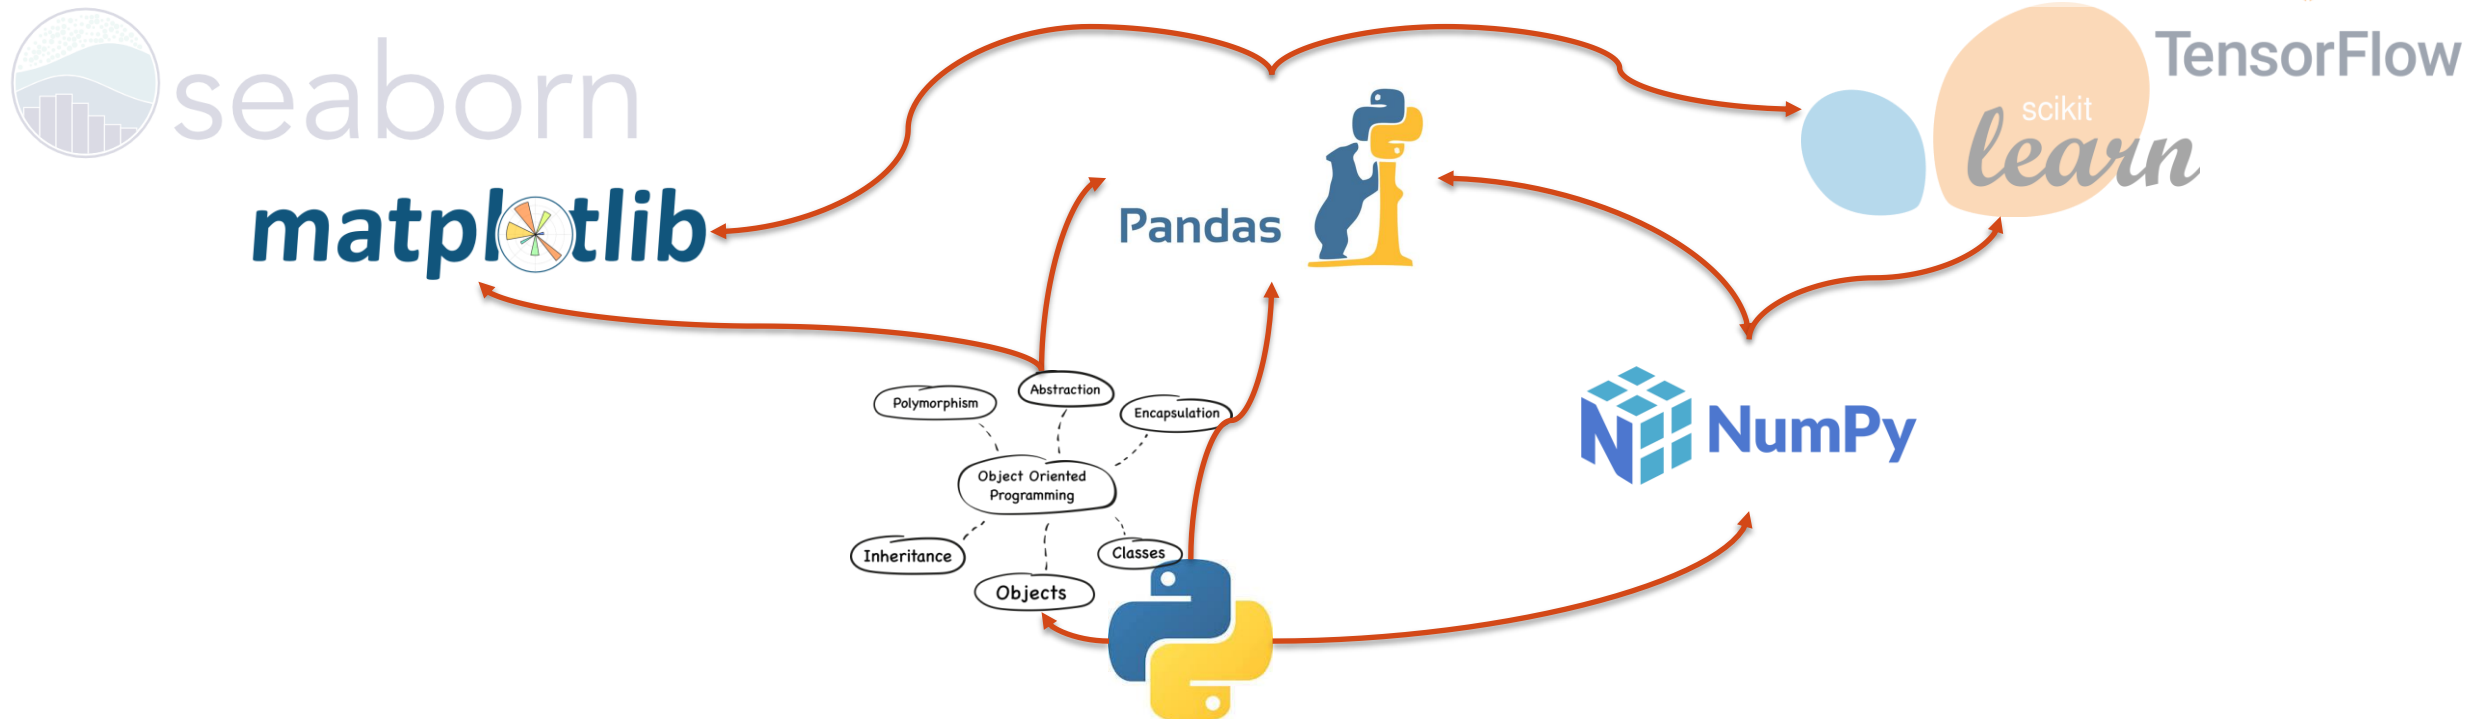 seaborn
matplotlib
Pandas
TensorFlow
scikit
learn
NumPy
Polymorphism
Abstraction
Encapsulation
Object Oriented
Programming
Inheritance
Classes
Objects